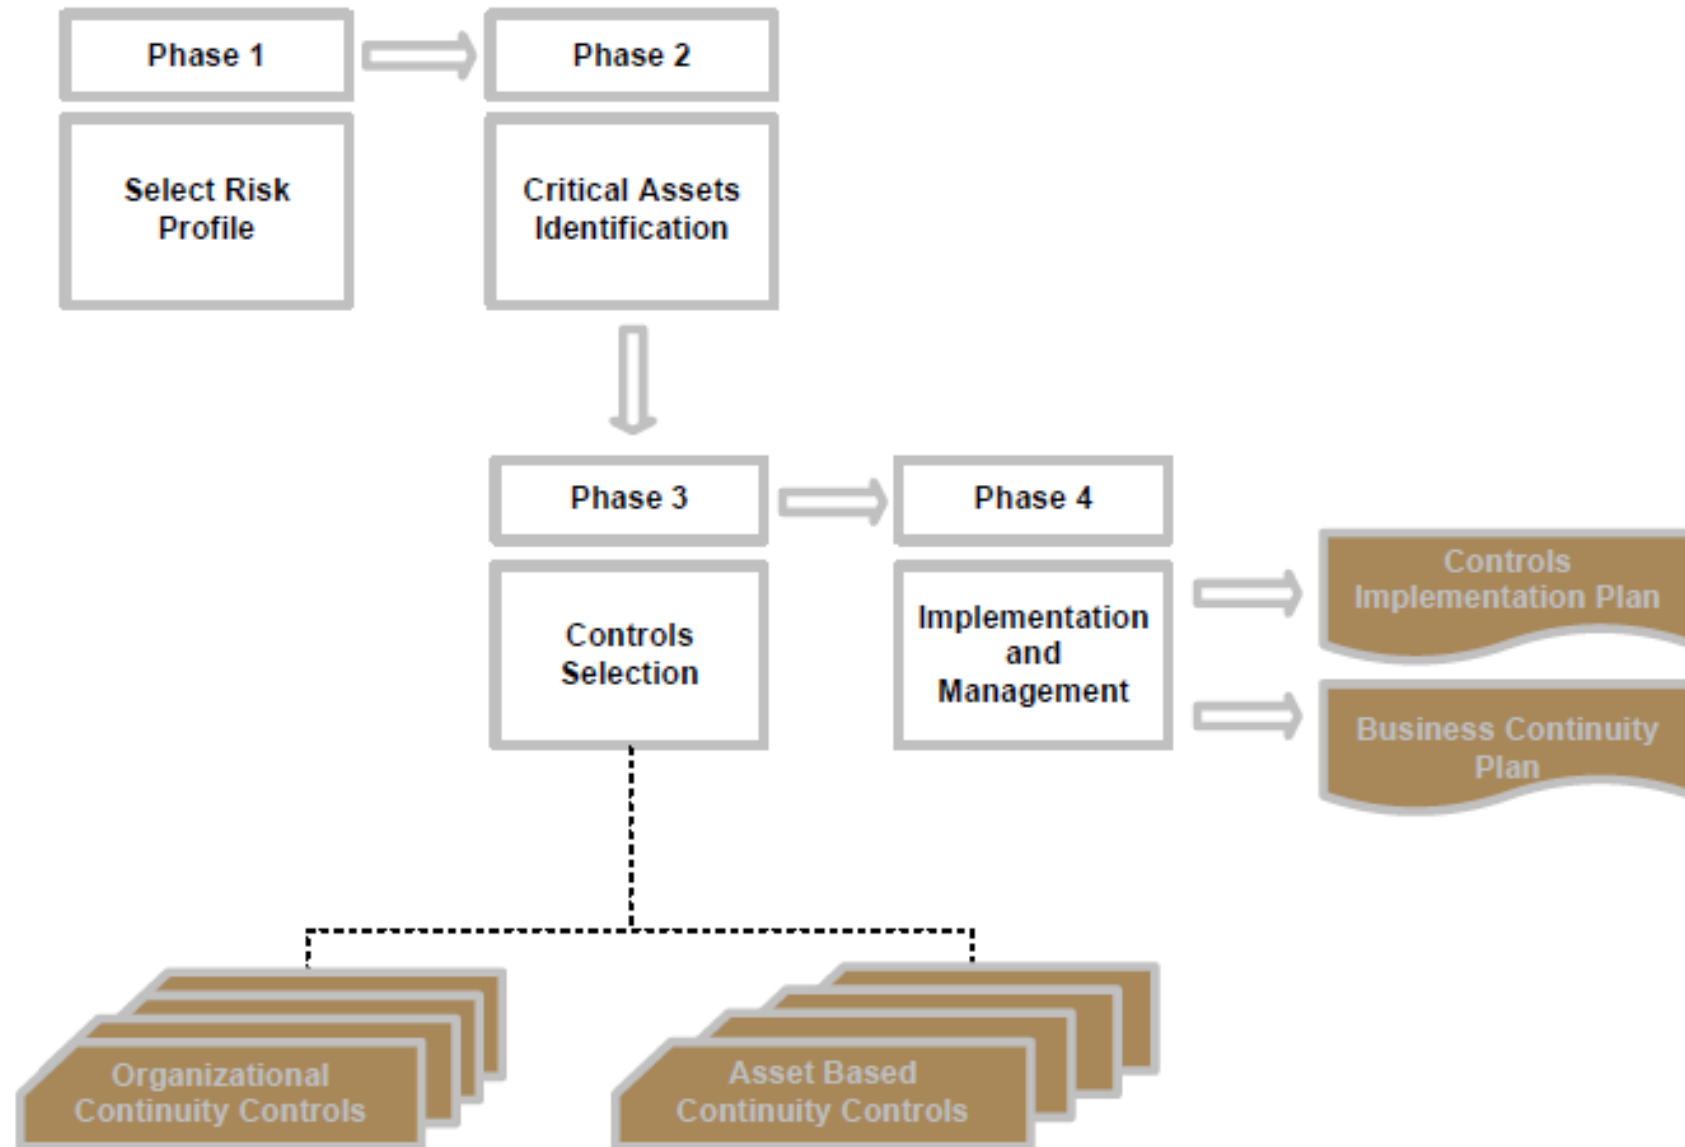 Phase 1
Phase 2
Select Risk
Profile
Critical Assets
Identification
Phase 3
Phase 4
Controls
Selection
Implementation
and
Management
Controls
Implementation Plan
Business Continuity
Plan
Organizational
Continuity Controls
Asset Based
Continuity Controls